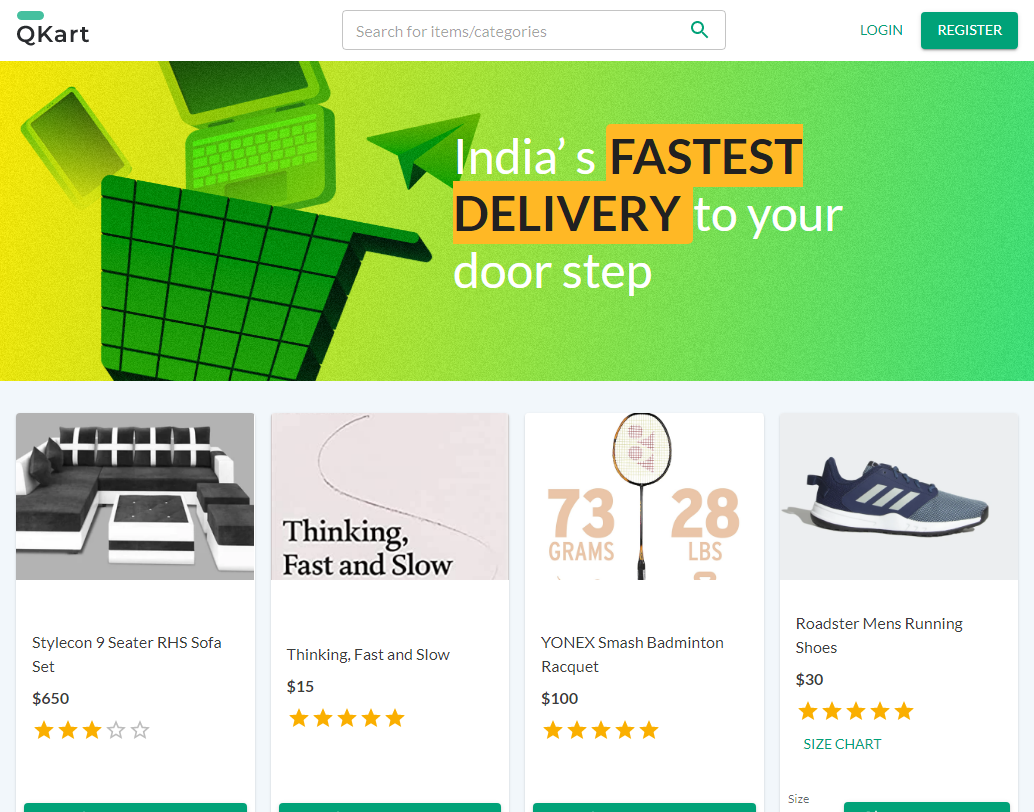 QKart
Search for items/categories
LOGIN
REGISTER
India’ s FASTEST
DELIVERY to your
door step
Thinking,
Fast and Slow
73
GRAMS
28
LBS
Stylecon 9 Seater RHS Sofa
Set
$650
Thinking, Fast and Slow
$15
YONEX Smash Badminton
Racquet
$100
Roadster Mens Running
Shoes
$30
SIZE CHART
Size